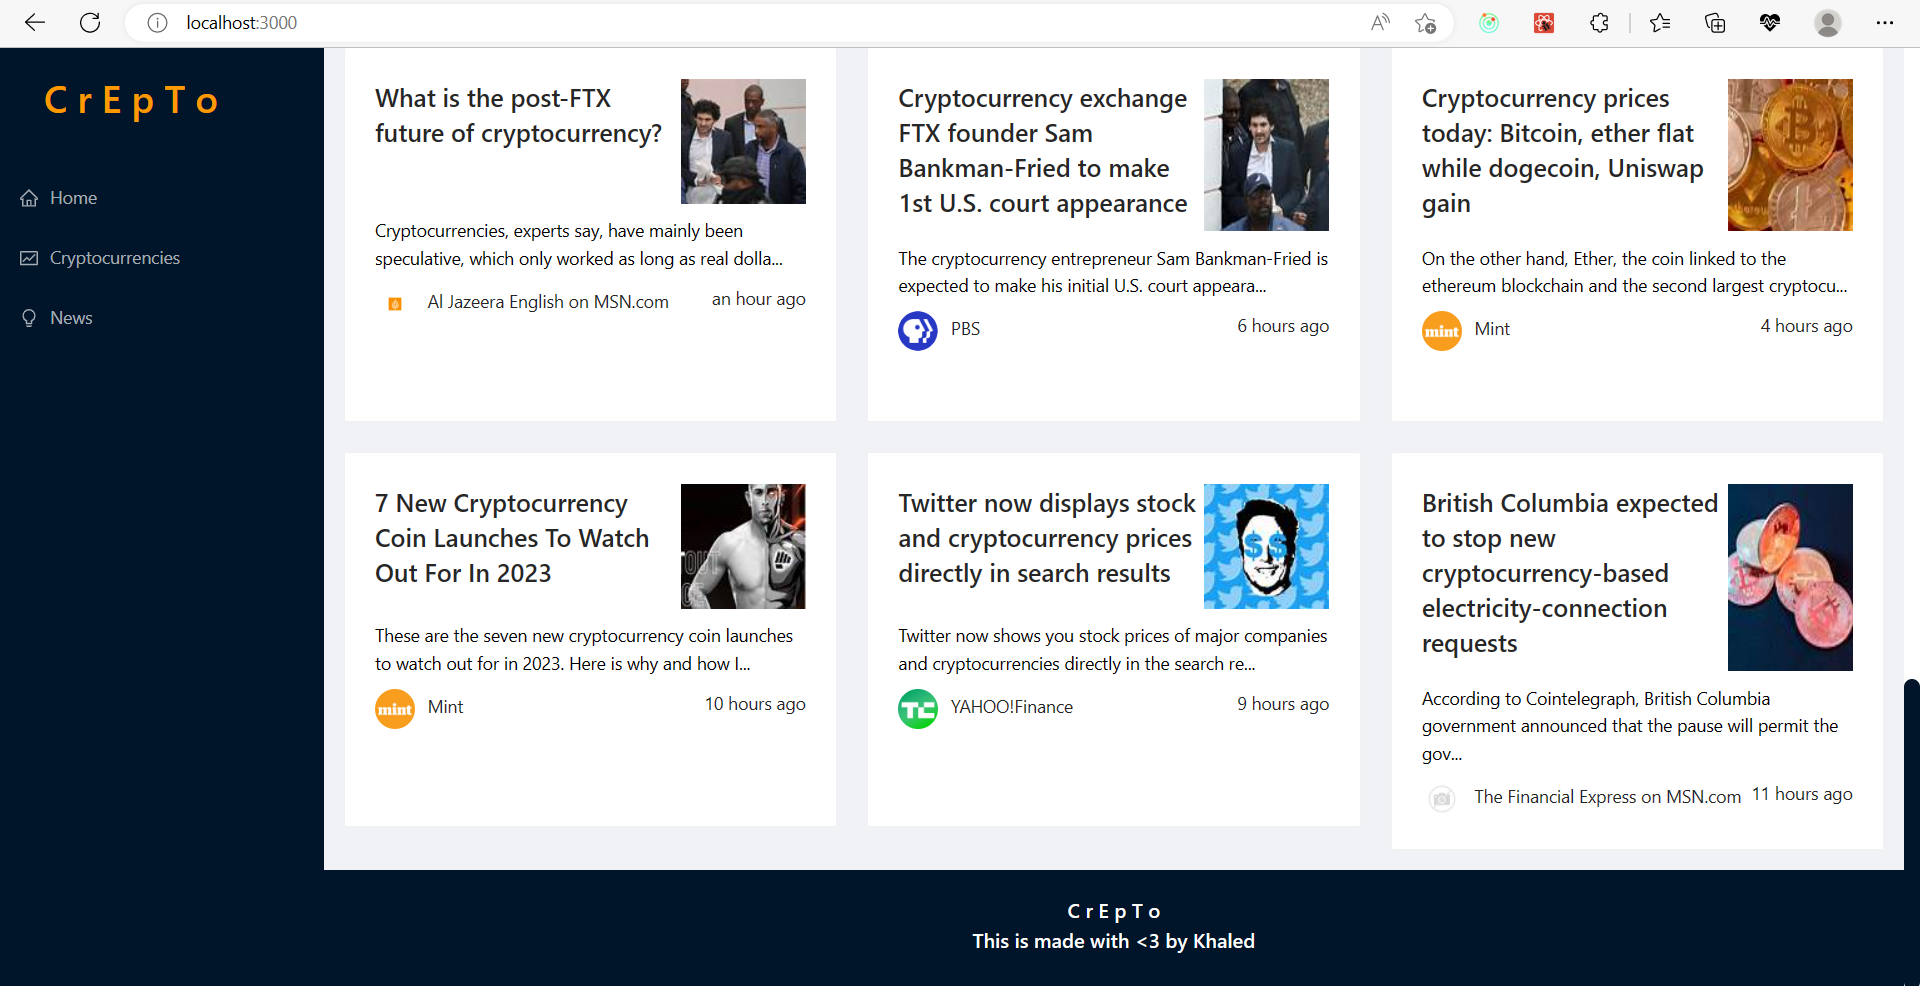 localhost:3000
C r E p T o
Home
Cryptocurrencies
News
What is the post-FTX
future of cryptocurrency?
Cryptocurrencies, experts say, have mainly been
speculative, which only worked as long as real dolla...
Al Jazeera English on MSN.com
an hour ago
Cryptocurrency exchange
FTX founder Sam
Bankman-Fried to make
1st U.S. court appearance
The cryptocurrency entrepreneur Sam Bankman-Fried is
expected to make his initial U.S. court appeara...
PBS
6 hours ago
Cryptocurrency prices
today: Bitcoin, ether flat
while dogecoin, Uniswap
gain
On the other hand, Ether, the coin linked to the
ethereum blockchain and the second largest cryptocu...
mint
Mint
4 hours ago
7 New Cryptocurrency
Coin Launches To Watch
Out For In 2023
These are the seven new cryptocurrency coin launches
to watch out for in 2023. Here is why and how I...
mint
Mint
10 hours ago
Twitter now displays stock
and cryptocurrency prices
directly in search results
$ $
Twitter now shows you stock prices of major companies
and cryptocurrencies directly in the search re...
TC
YAHOO!Finance
9 hours ago
British Columbia expected
to stop new
cryptocurrency-based
electricity-connection
requests
According to Cointelegraph, British Columbia
government announced that the pause will permit the
gov...
The Financial Express on MSN.com
11 hours ago
C r E p T o
This is made with <3 by Khaled